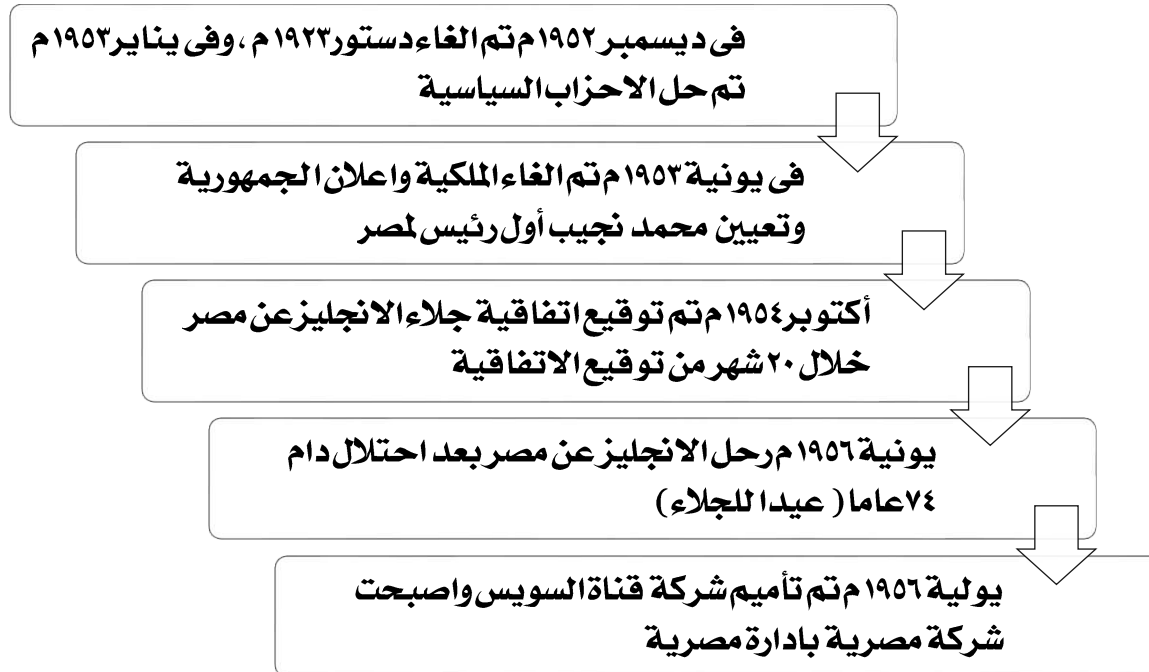 فى ديسمبر ١٩٥٢م تم الغاء دستور ١٩٢٣م ، وفى يناير ١٩٥٣م
تم حل الاحزاب السياسية
فى يونية ١٩٥٣م تم الغاء الملكية واعلان الجمهورية
وتعيين محمد نجيب أول رئيس لمصر
أكتوبر ١٩٥٤م تم توقيع اتفاقية جلاء الانجليز عن مصر
خلال ٢٠ شهر من توقيع الاتفاقية
يونية ١٩٥٦م رحل الانجليز عن مصر بعد احتلال دام
٧٤ عاما ( عيدا للجلاء )
يولية ١٩٥٦م تم تأميم شركة قناة السويس واصبحت
شركة مصرية بادارة مصرية